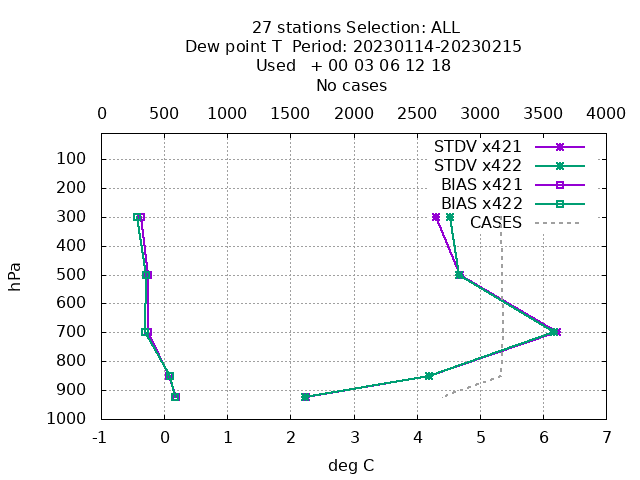 27 stations Selection: ALL
Dew point T  Period: 20230114-20230215
Used   + 00 03 06 12 18
No cases
0 500 1000 1500 2000 2500 3000 3500 4000
STDV x421
STDV x422
BIAS x421
BIAS x422
CASES
100
200
300
400
500
600
700
800
900
1000
hPa
-1 0 1 2 3 4 5 6 7
deg C